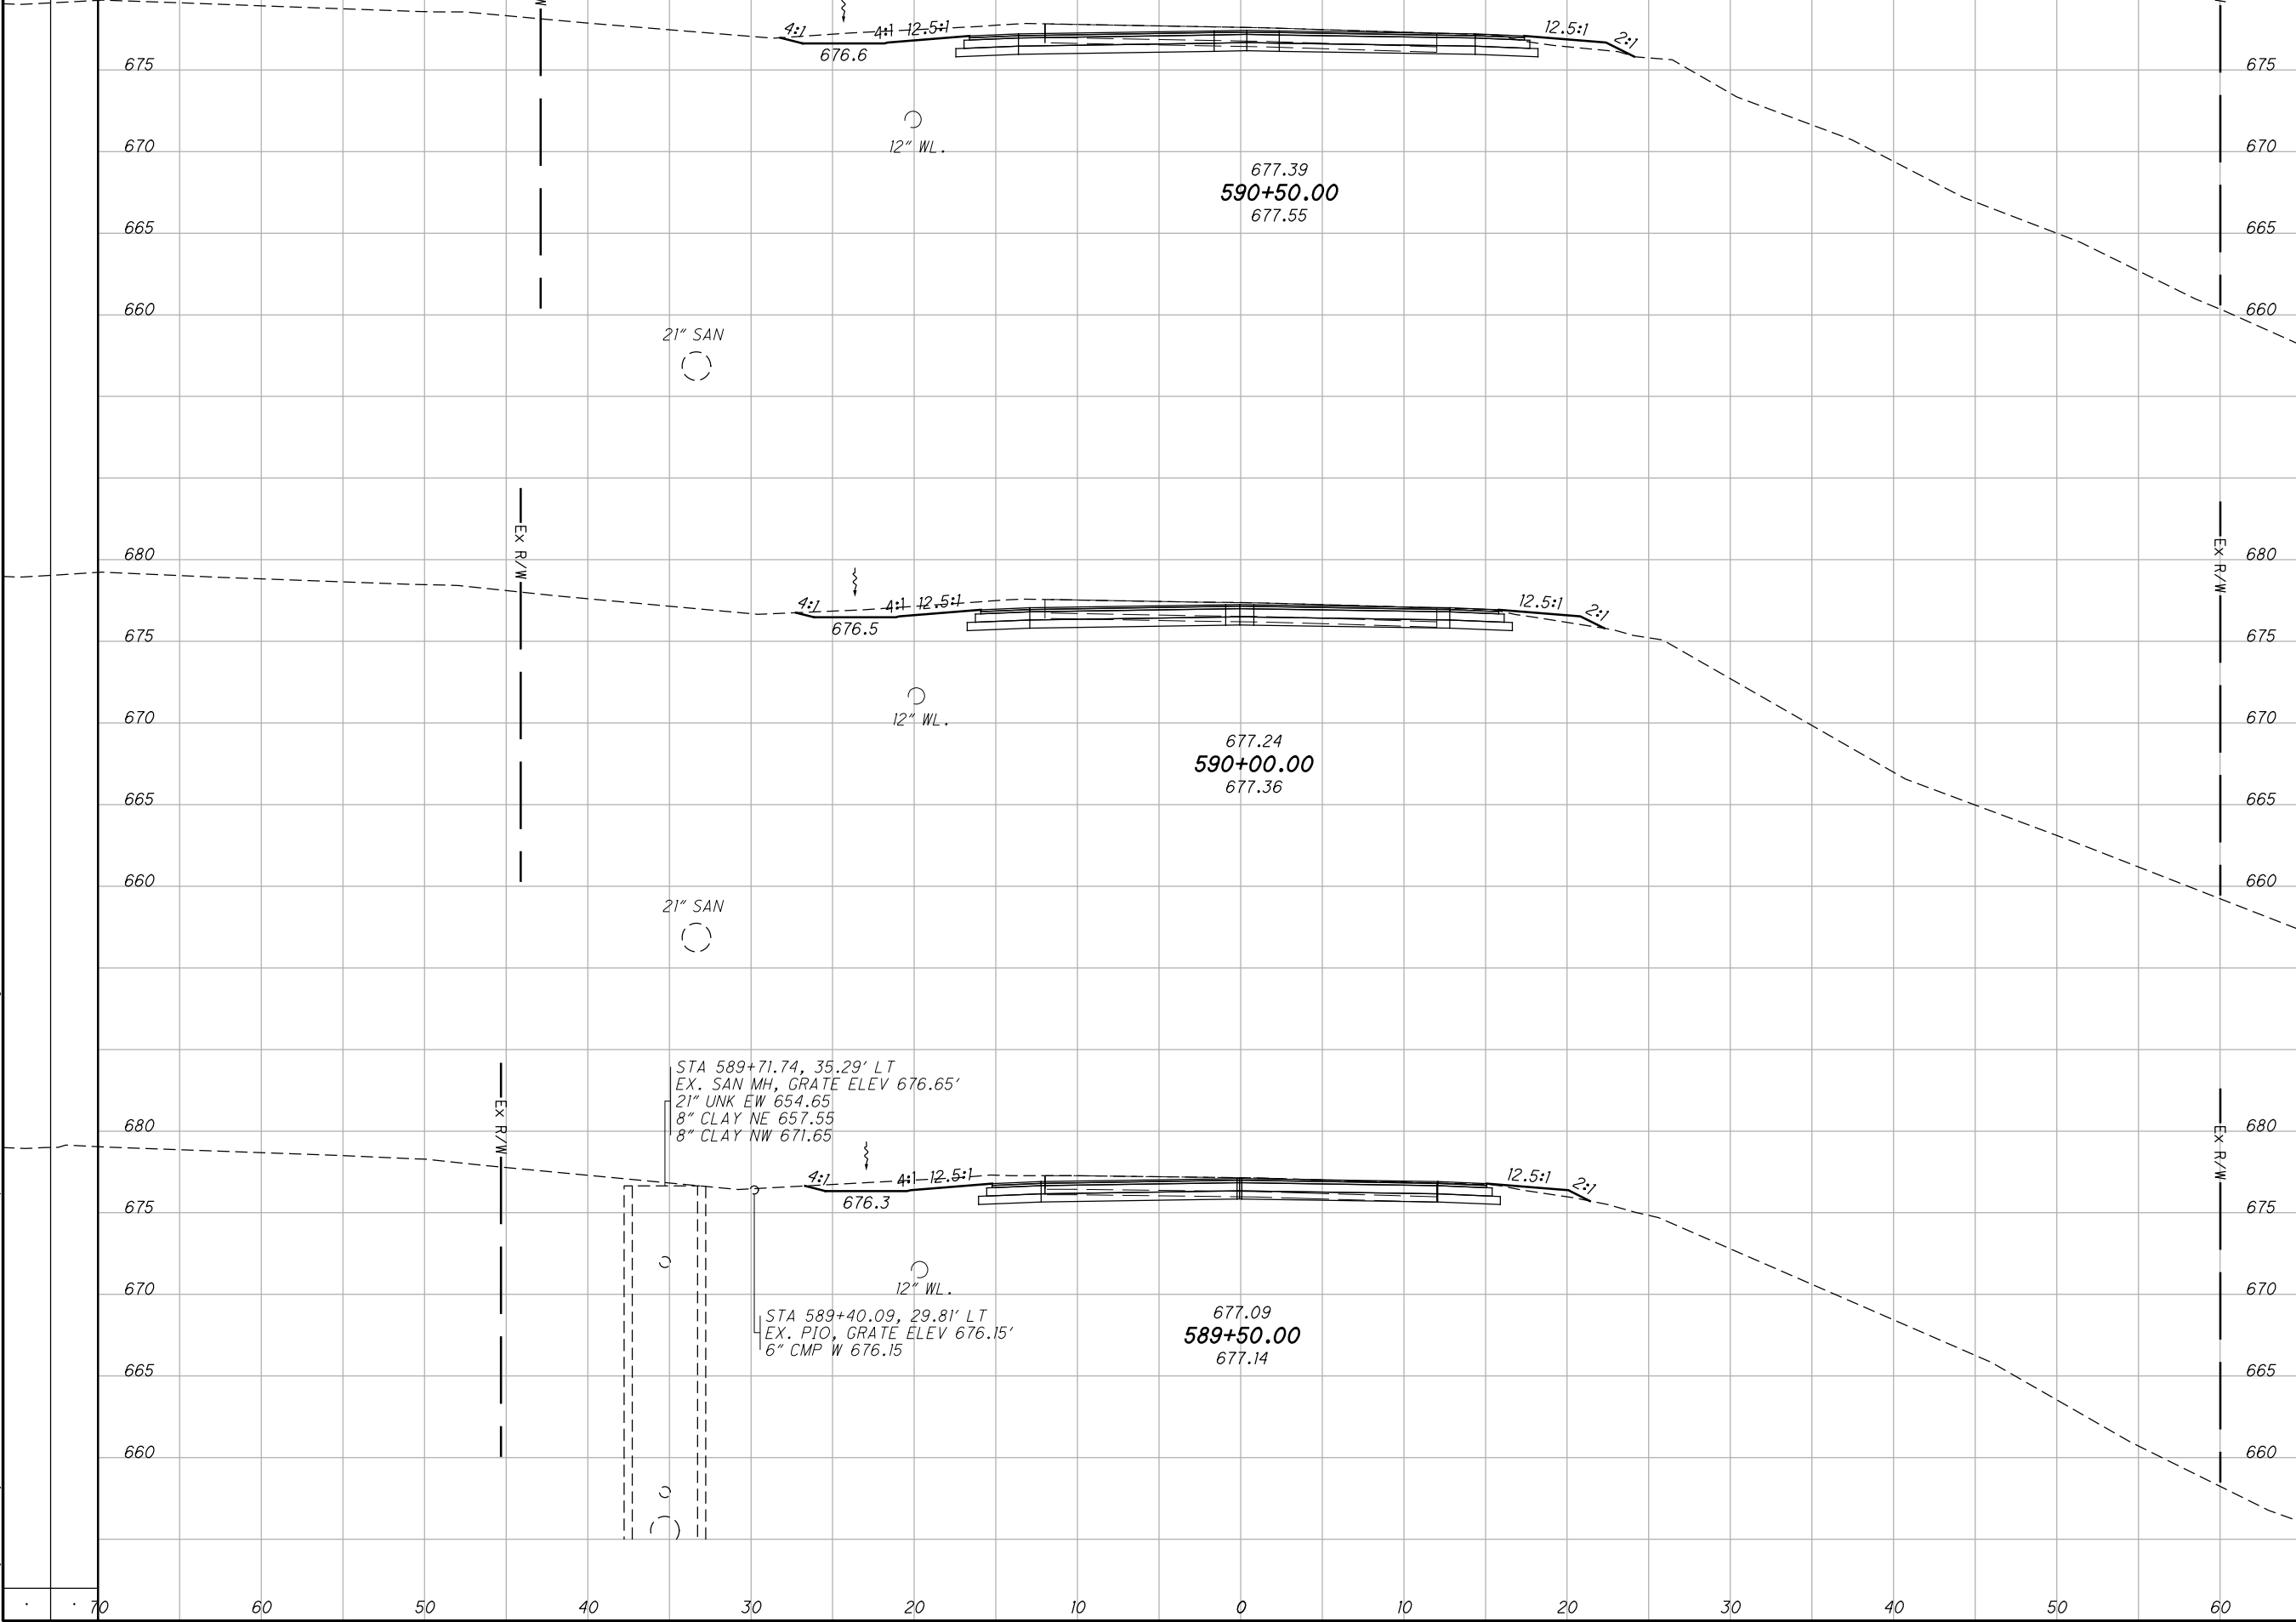 4:1 4:1 12.5:1 12.5:1 2:1
676.6
675 675
12" WL.
670 670
677.39
590+50.00
677.55
665 665
660 660
21" SAN
Ex R/W Ex R/W
680 680
4:1 4:1 12.5:1 12.5:1 2:1
676.5
675 675
12" WL.
670 670
677.24
590+00.00
677.36
665 665
660 660
21" SAN
STA 589+71.74, 35.29' LT
EX. SAN MH, GRATE ELEV 676.65'
21" UNK EW 654.65
8" CLAY NE 657.55
8" CLAY NW 671.65
Ex R/W Ex R/W
680 680
4:1 4:1 12.5:1 12.5:1 2:1
676.3
675 675
12" WL.
670 670
STA 589+40.09, 29.81' LT
EX. PIO, GRATE ELEV 676.15'
6" CMP W 676.15
677.09
589+50.00
677.14
665 665
660 660
70 60 50 40 30 20 10 0 10 20 30 40 50 60